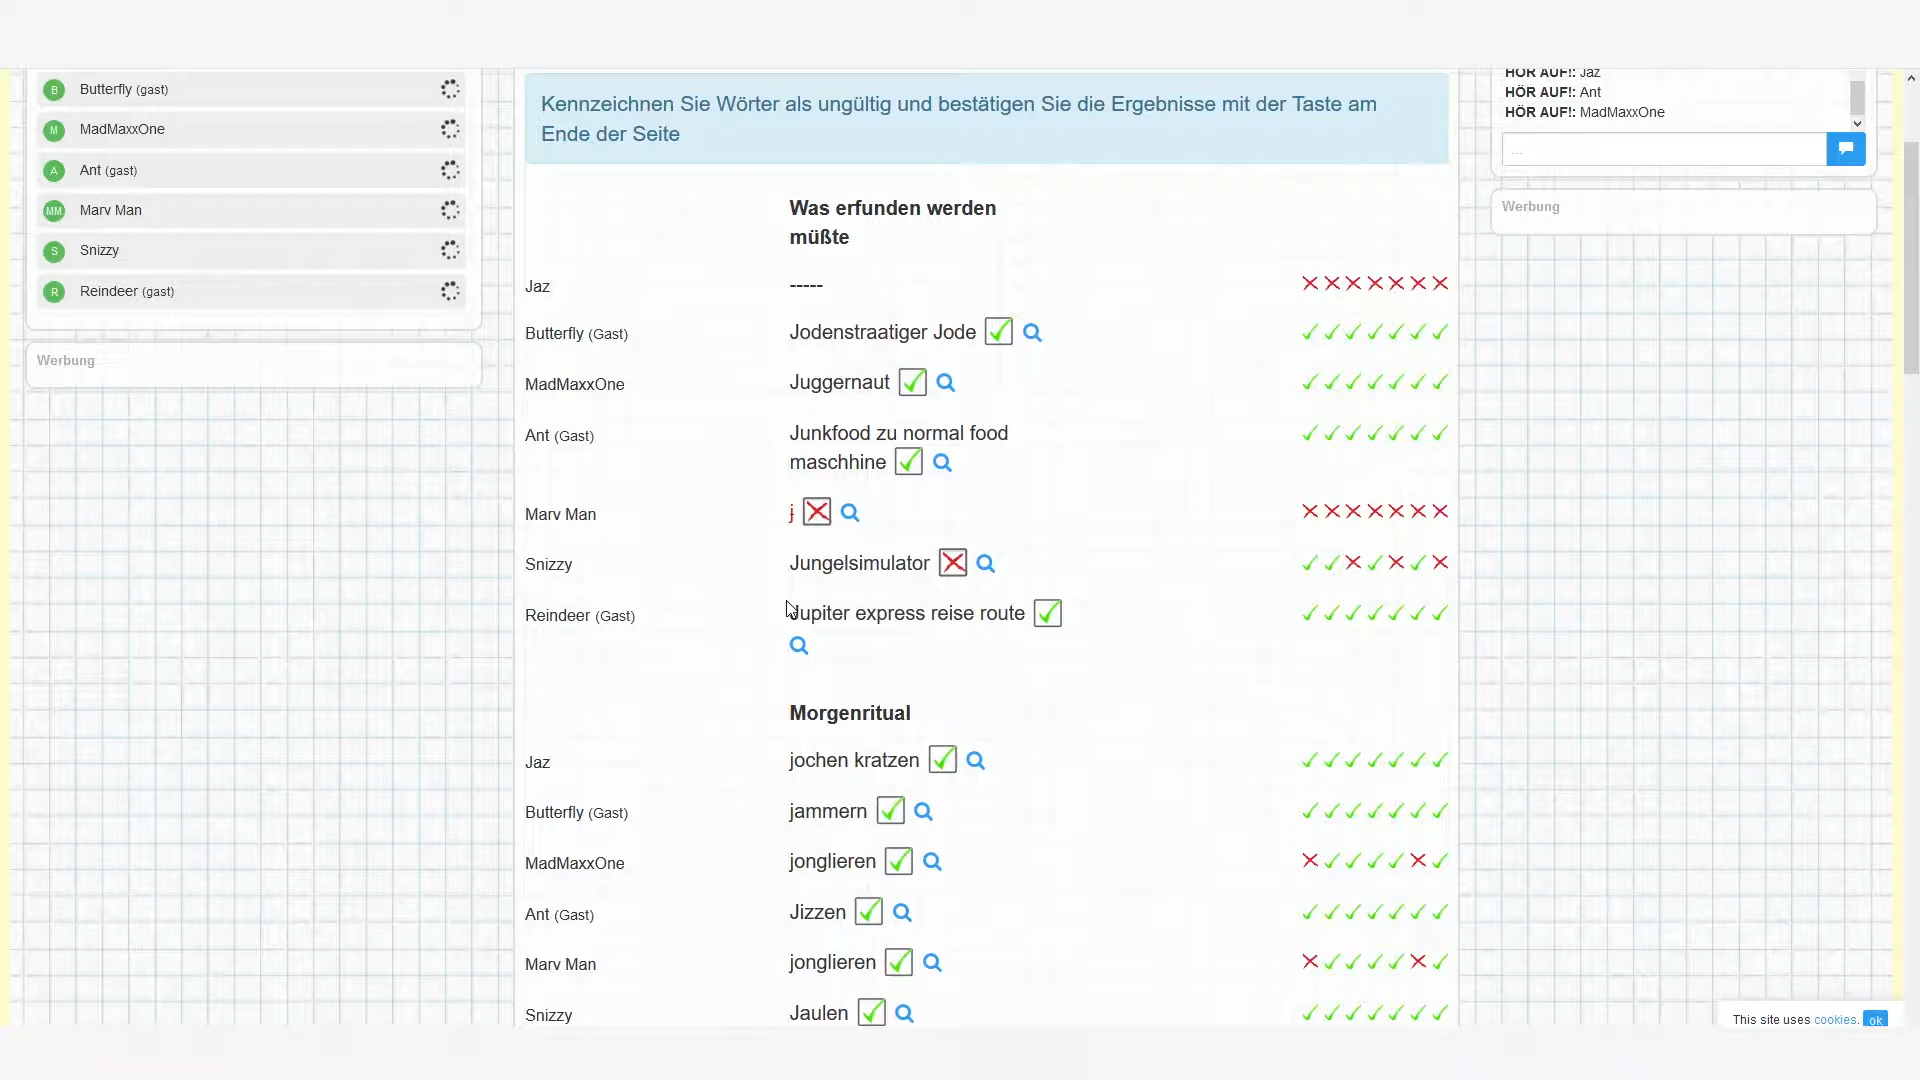 B Butterfly (gast)
M MadMaxxOne
A Ant (gast)
MM Marv Man
S Snizzy
R Reindeer (gast)
Werbung
Kennzeichnen Sie Wörter als ungültig und bestätigen Sie die Ergebnisse mit der Taste am
Ende der Seite
Was erfunden werden
müßte
Jaz -----
Butterfly (Gast) Jodenstraatiger Jode
MadMaxxOne Juggernaut
Ant (Gast) Junkfood zu normal food
maschhine
Marv Man j
Snizzy Jungelsimulator
Reindeer (Gast) Jupiter express reise route
Morgenritual
Jaz jochen kratzen
Butterfly (Gast) jammern
MadMaxxOne jonglieren
Ant (Gast) Jizzen
Marv Man jonglieren
Snizzy Jaulen
HÖR AUF!: Jaz
HÖR AUF!: Ant
HÖR AUF!: MadMaxxOne
...
Werbung
This site uses cookies. ok